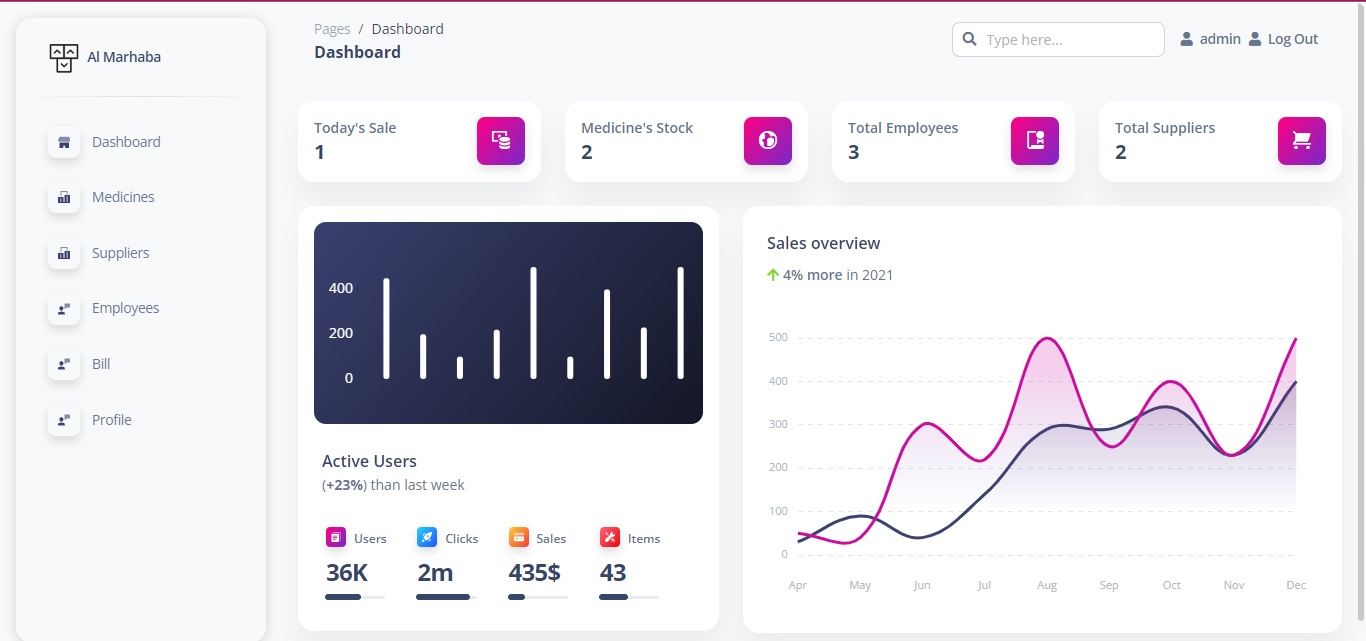 Al Marhaba
Dashboard
Medicines
Suppliers
Employees
Bill
Profile
Pages / Dashboard
Dashboard
Type here...
admin Log Out
Today's Sale
1
Medicine's Stock
2
Total Employees
3
Total Suppliers
2
400
200
0
Active Users
(+23%) than last week
Users
36K
Clicks
2m
Sales
435$
Items
43
Sales overview
4% more in 2021
500
400
300
200
100
0
Apr May Jun Jul Aug Sep Oct Nov Dec